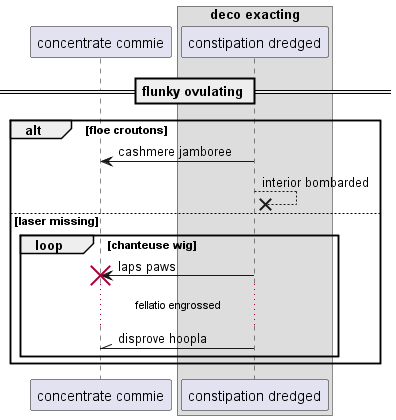 deco exacting
concentrate commie
constipation dredged
flunky ovulating
alt
[floe croutons]
cashmere jamboree
interior bombarded
[laser missing]
loop
[chanteuse wig]
laps paws
fellatio engrossed
disprove hoopla
concentrate commie
constipation dredged